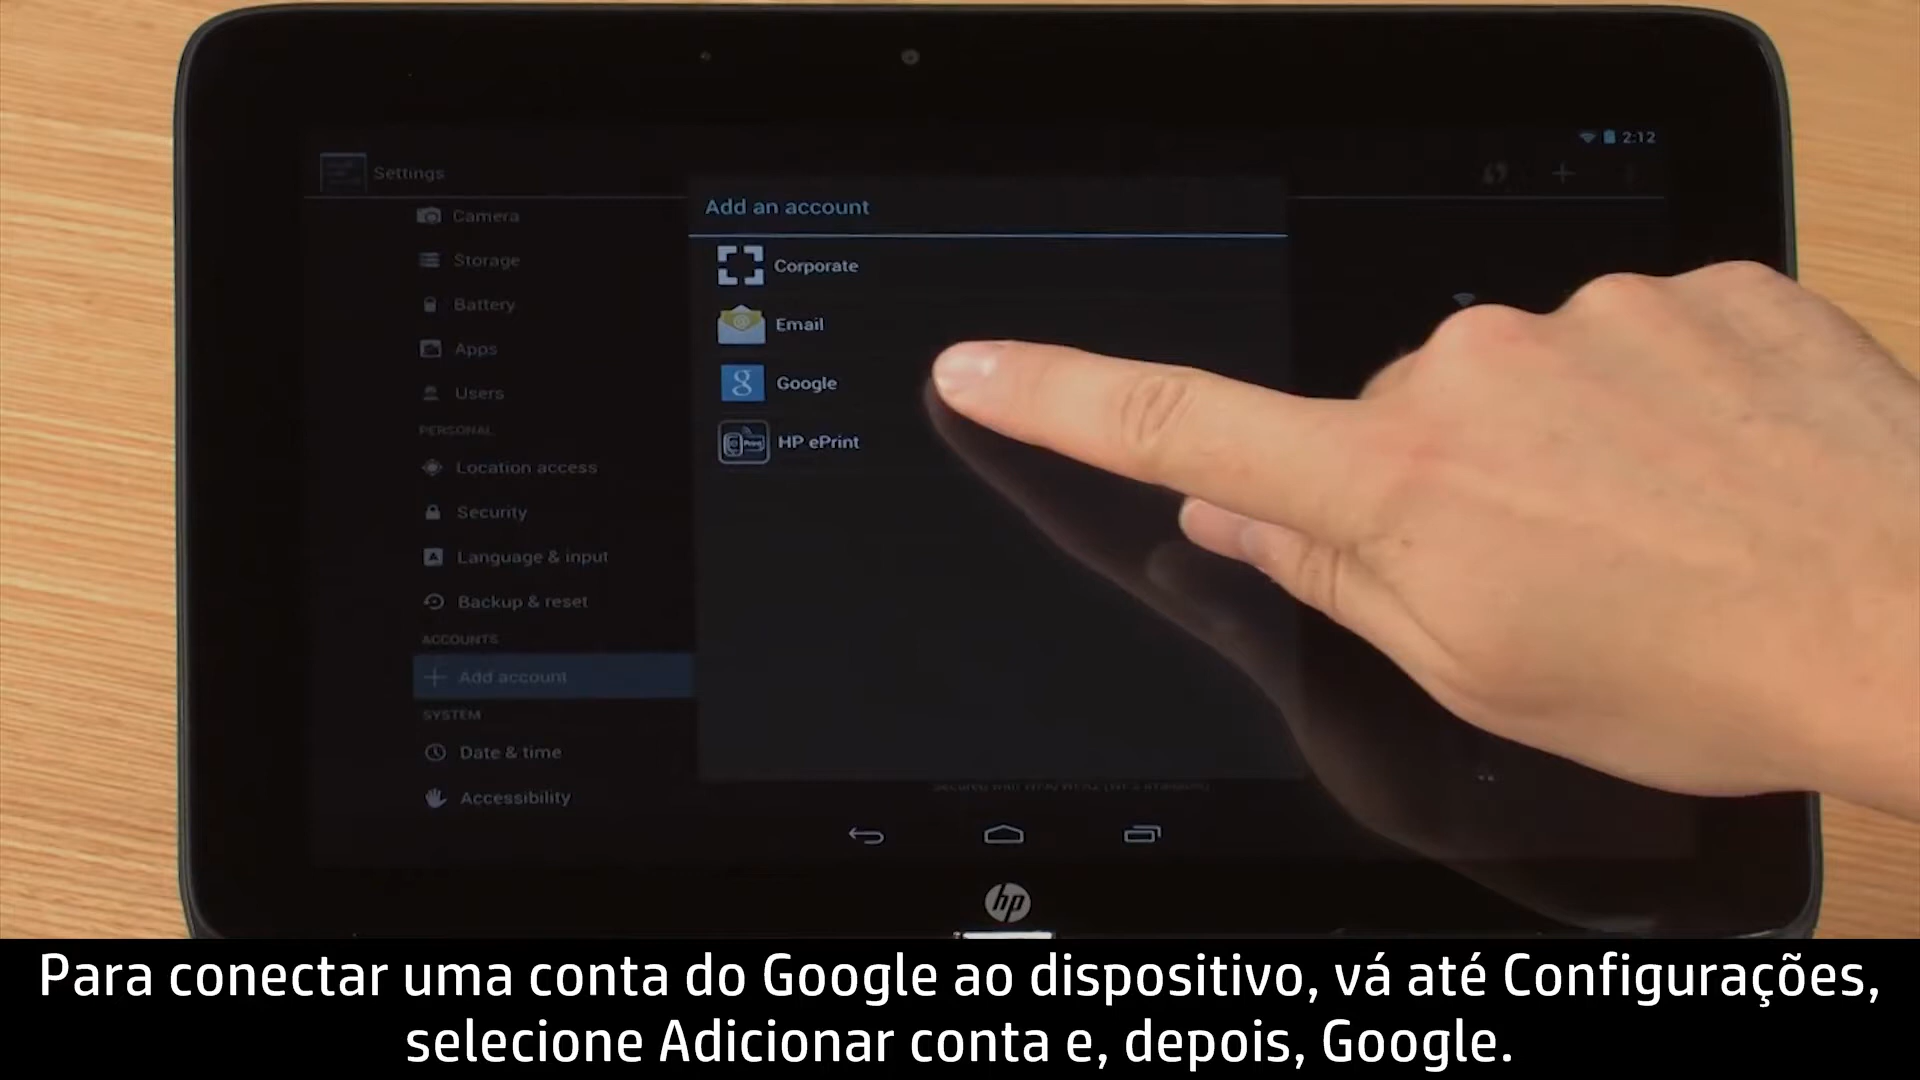 2:12
Settings
Add an account
Camera
Storage
Battery
Apps
Users
PERSONAL
Location access
Security
Language & input
Backup & reset
ACCOUNTS
Add account
SYSTEM
Date & time
Accessibility
Corporate
Email
g Google
HP ePrint
hp
Para conectar uma conta do Google ao dispositivo, vá até Configurações,
selecione Adicionar conta e, depois, Google.